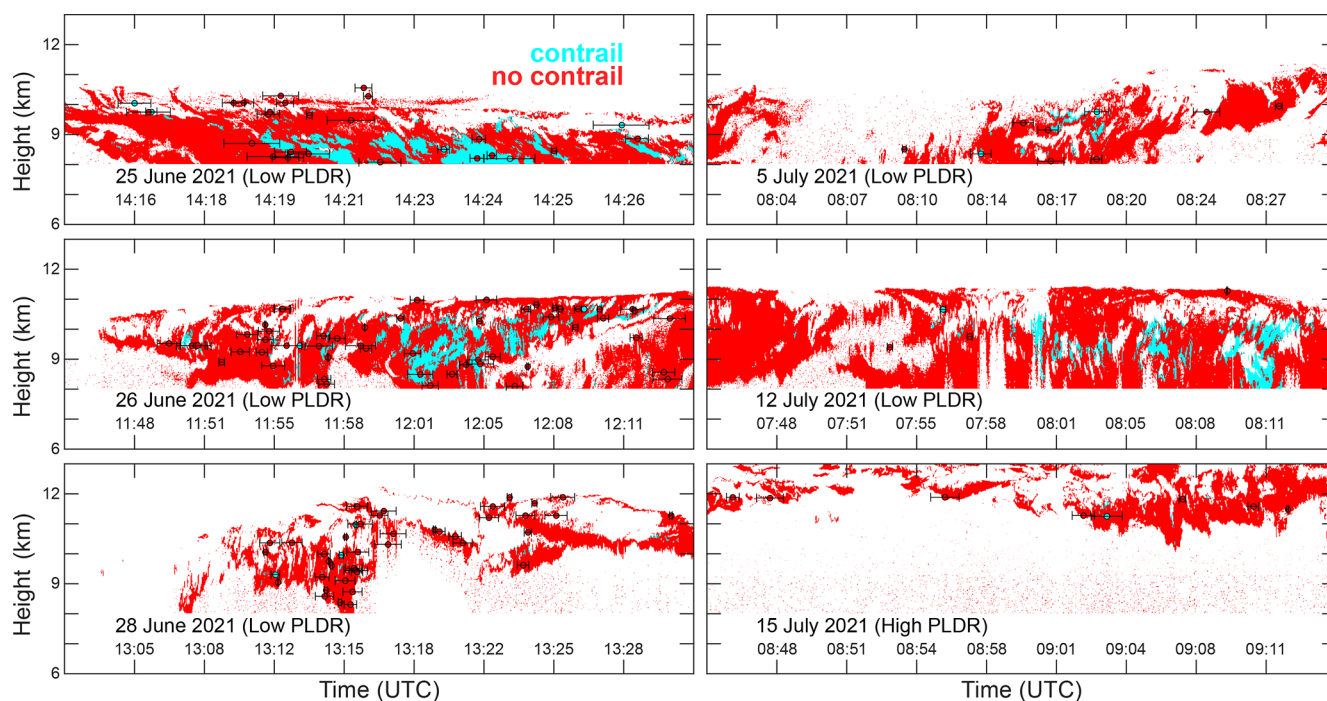 12
9
6
Height (km)
contrail
no contrail
25 June 2021 (Low PLDR)
14:16 14:18 14:19 14:21 14:23 14:24 14:25 14:26
5 July 2021 (Low PLDR)
08:04 08:07 08:10 08:14 08:17 08:20 08:24 08:27
12
9
6
Height (km)
26 June 2021 (Low PLDR)
11:48 11:51 11:55 11:58 12:01 12:05 12:08 12:11
12 July 2021 (Low PLDR)
07:48 07:51 07:55 07:58 08:01 08:05 08:08 08:11
12
9
6
Height (km)
28 June 2021 (Low PLDR)
13:05 13:08 13:12 13:15 13:18 13:22 13:25 13:28
15 July 2021 (High PLDR)
08:48 08:51 08:54 08:58 09:01 09:04 09:08 09:11
Time (UTC)
Time (UTC)